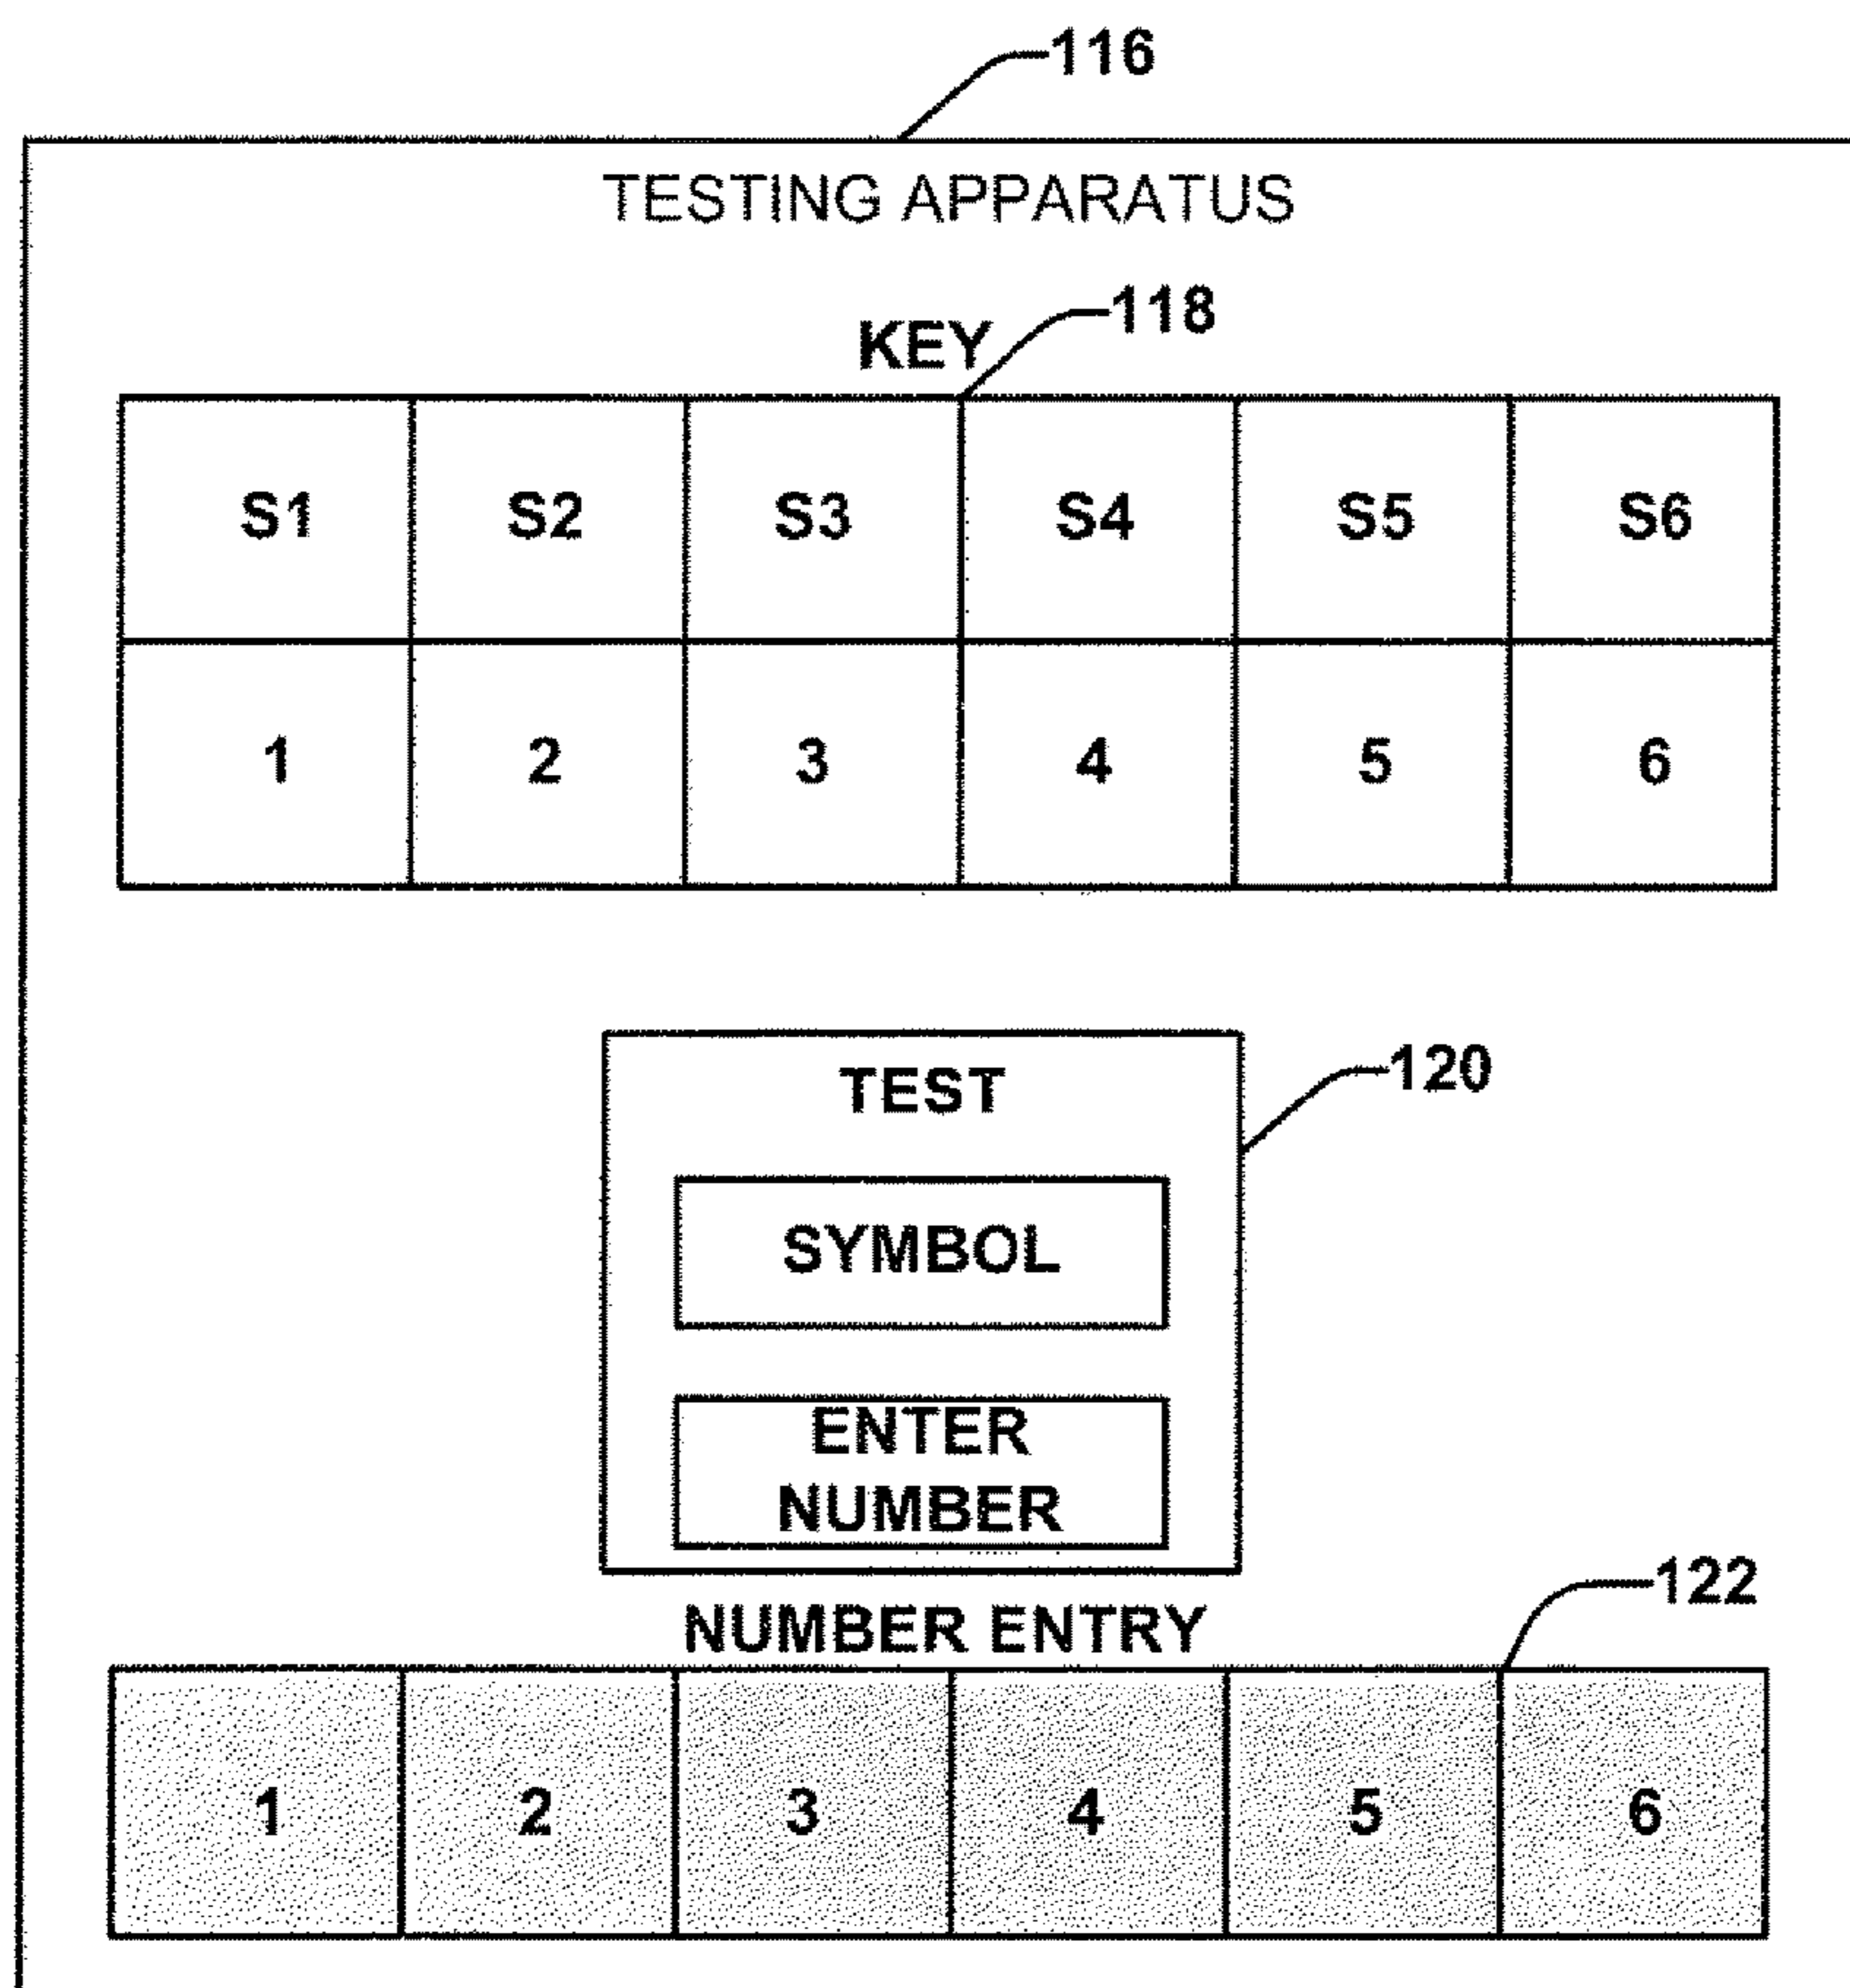 116
TESTING APPARATUS
118
KEY
S1 S2 S3 S4 S5 S6
1 2 3 4 5 6
120
TEST
SYMBOL
ENTER
NUMBER
122
NUMBER ENTRY
1 2 3 4 5 6